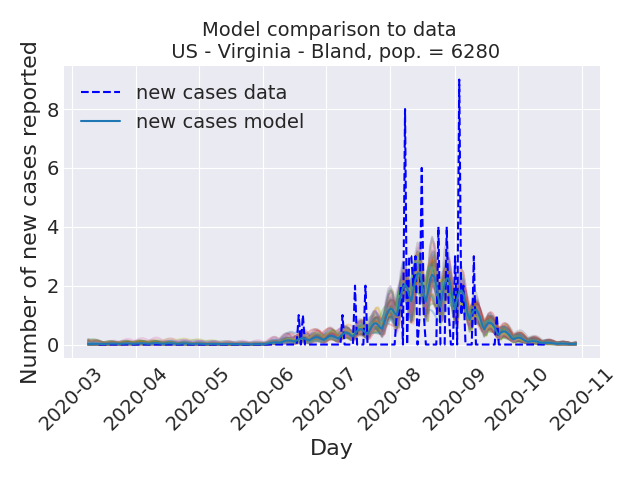 Model comparison to data
US - Virginia - Bland, pop. = 6280
Number of new cases reported
new cases data
new cases model
8
6
4
2
0
2020-03
2020-04
2020-05
2020-06
2020-07
2020-08
2020-09
2020-10
2020-11
Day